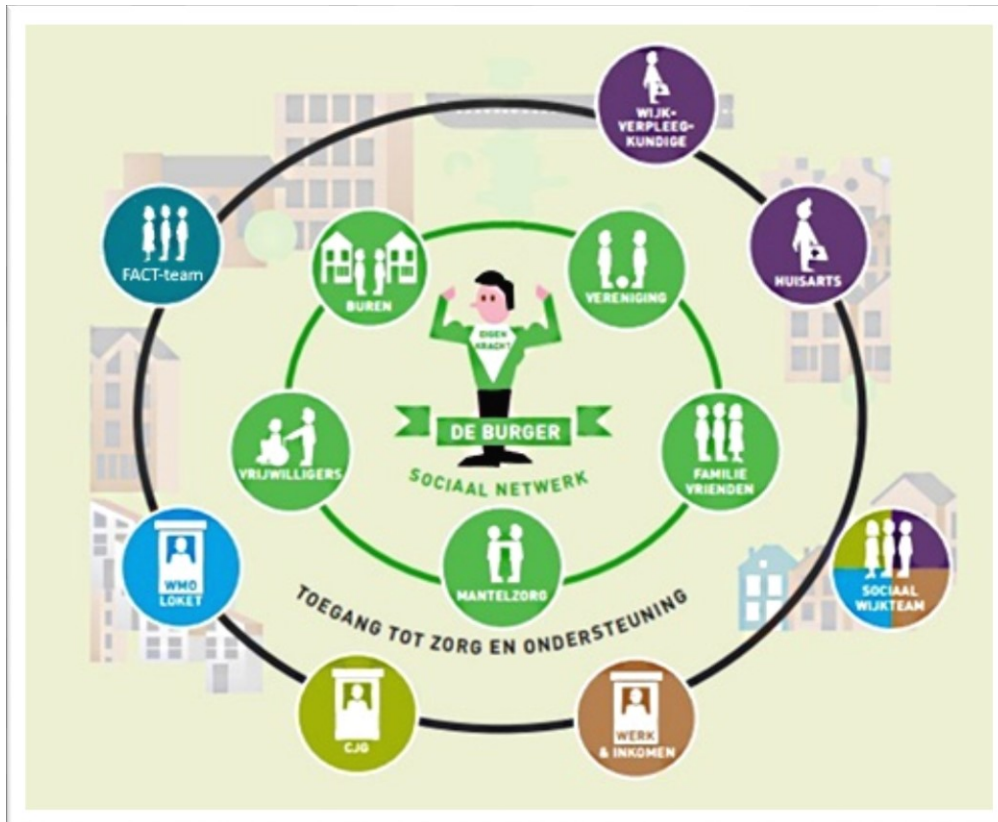 WIJK-
VERPLEEG-
KUNDIGE
FACT-team
HUISARTS
BUREN
VERENIGING
EIGEN
KRACHT
DE BURGER
SOCIAAL NETWERK
VRIJWILLIGERS
FAMILIE
VRIENDEN
MANTELZORG
WMO
LOKET
TOEGANG TOT ZORG EN ONDERSTEUNING
SOCIAAL
WIJKTEAM
CJG
WERK
& INKOMEN